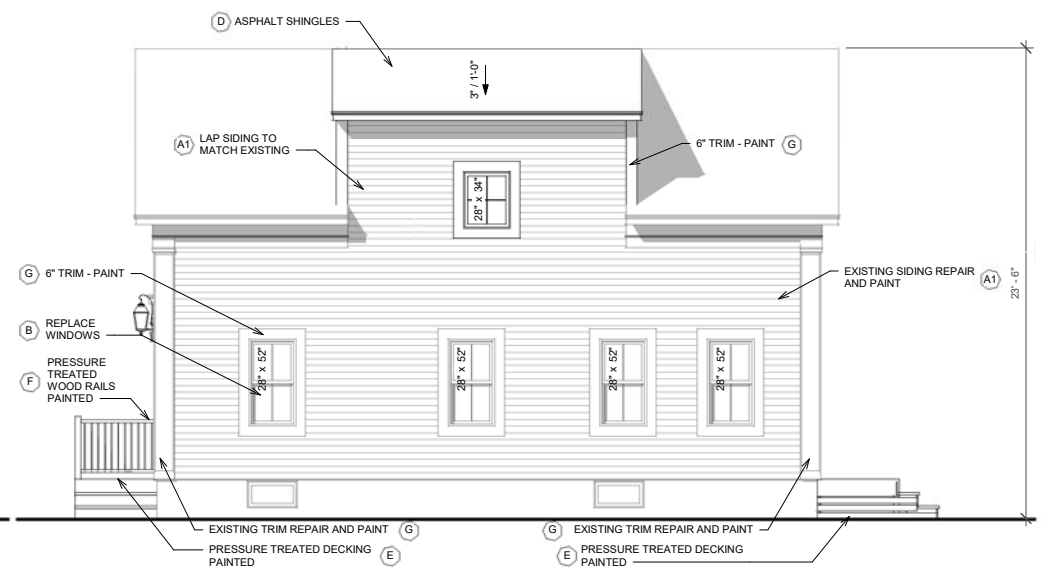 D ASPHALT SHINGLES
3" / 1'-0"
A1 LAP SIDING TO
MATCH EXISTING
6" TRIM - PAINT G
28" x 34"
G 6" TRIM - PAINT
EXISTING SIDING REPAIR
AND PAINT A1
23' - 6"
B REPLACE
WINDOWS
28" x 52"
28" x 52"
28" x 52"
28" x 52"
F PRESSURE
TREATED
WOOD RAILS
PAINTED
EXISTING TRIM REPAIR AND PAINT G
G EXISTING TRIM REPAIR AND PAINT
PRESSURE TREATED DECKING
PAINTED E
E PRESSURE TREATED DECKING
PAINTED